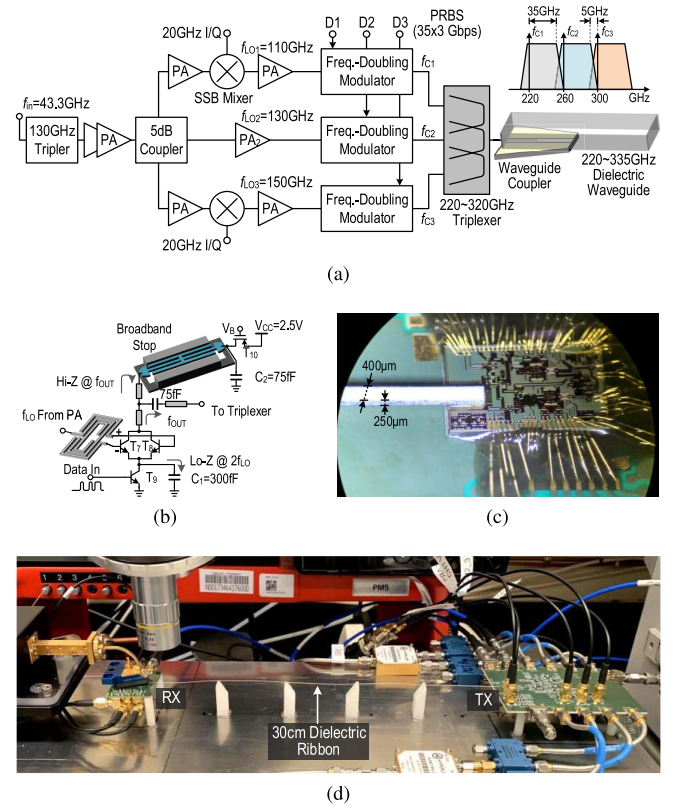 D1 D2 D3 PRBS
(35x3 Gbps)
20GHz I/Q
35GHz 5GHz
fC1 fC2 fC3
220 260 300 GHz
PA SSB Mixer PA fLO1=110GHz
Freq.-Doubling
Modulator
fC1
fin=43.3GHz
130GHz
Tripler
PA
5dB
Coupler
fLO2=130GHz
PA2
Freq.-Doubling
Modulator
fC2
Waveguide
Coupler
220~335GHz
Dielectric
Waveguide
PA PA fLO3=150GHz
20GHz I/Q
Freq.-Doubling
Modulator
fC3
220~320GHz
Triplexer
(a)
Broadband
Stop
VB VCC=2.5V
T10
C2=75fF
Hi-Z @ fOUT
75fF
To Triplexer
fOUT
fLO From PA
+
-
T7 T8
Data In
T9
Lo-Z @ 2fLO
C1=300fF
(b)
400μm
250μm
(c)
1 2 3
PM5
RX
TX
30cm Dielectric
Ribbon
(d)